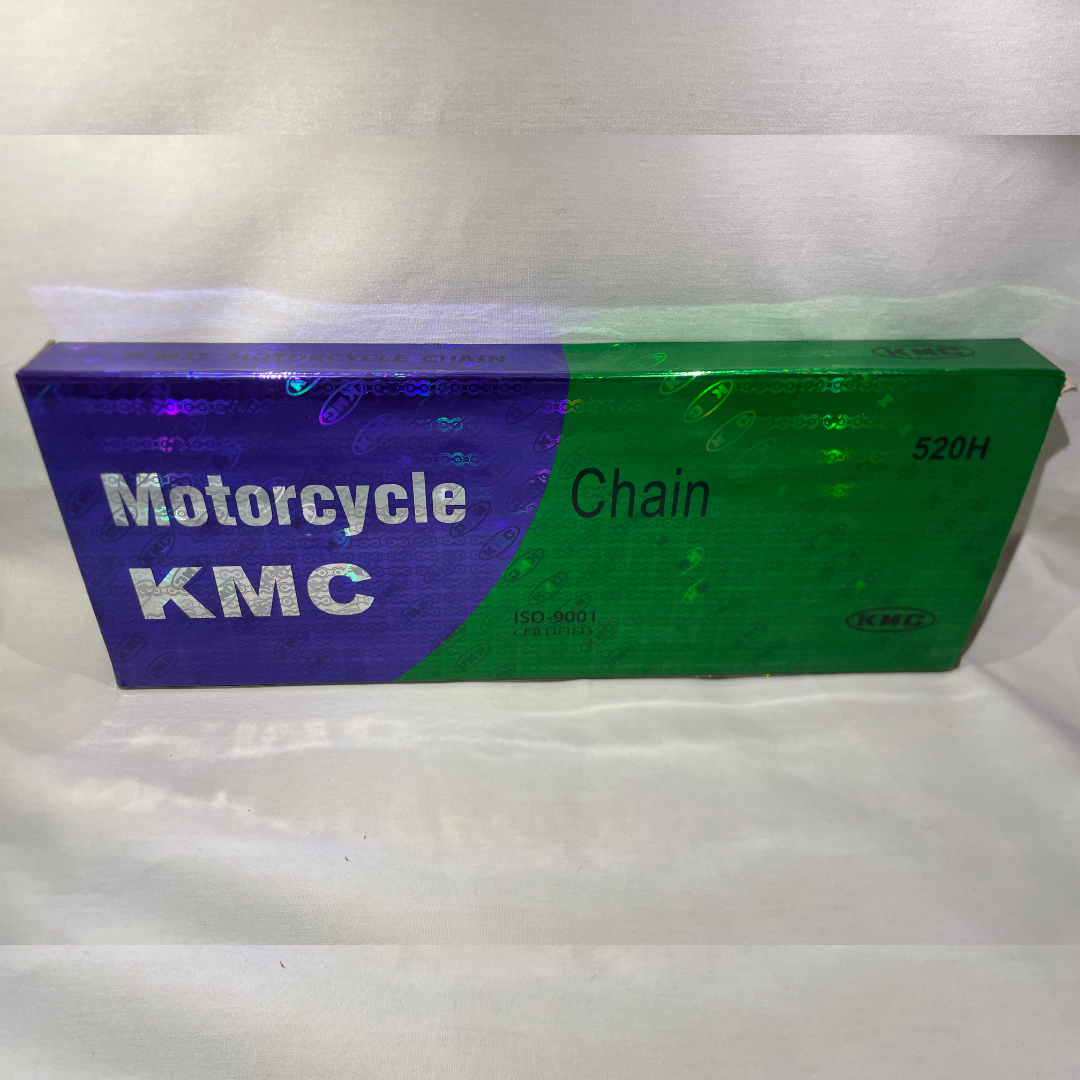 KMC MOTORCYCLE CHAIN
KMC
520H
Motorcycle Chain
KMC
ISO-9001
CERTIFIED
KMC